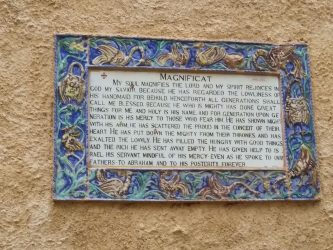 MAGNIFICAT
MY SOUL MAGNIFIES THE LORD AND MY SPIRIT REJOICES IN
GOD MY SAVIOR BECAUSE HE HAS REGARDED THE LOWLINESS OF
HIS HANDMAID FOR BEHOLD HENCEFORTH ALL GENERATIONS SHALL
CALL ME BLESSED BECAUSE HE WHO IS MIGHTY HAS DONE GREAT
THINGS FOR ME AND HOLY IS HIS NAME AND FOR GENERATION UPON GE
NERATION IS HIS MERCY TO THOSE WHO FEAR HIM HE HAS SHOWN MIGHT
WITH HIS ARM HE HAS SCATTERED THE PROUD IN THE CONCEIT OF THEIR
HEART HE HAS PUT DOWN THE MIGHTY FROM THEIR THRONES AND HAS
EXALTED THE LOWLY HE HAS FILLED THE HUNGRY WITH GOOD THINGS
AND THE RICH HE HAS SENT AWAY EMPTY HE HAS GIVEN HELP TO IS
RAEL HIS SERVANT MINDFUL OF HIS MERCY EVEN AS HE SPOKE TO OUR
FATHERS TO ABRAHAM AND TO HIS POSTERITY FOREVER